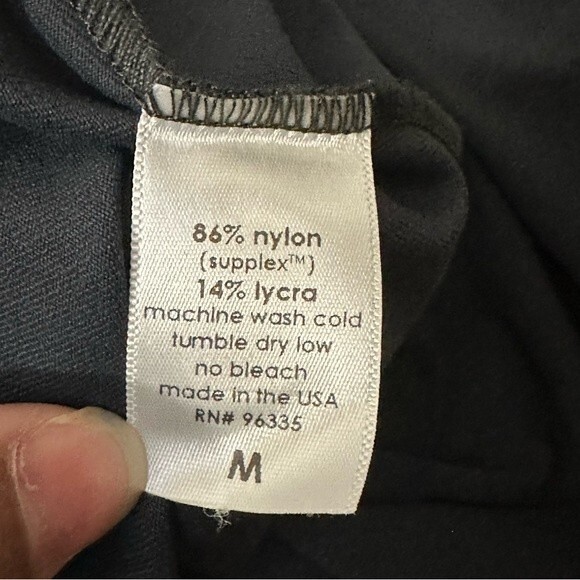 86% nylon
(supplex™)
14% lycra
machine wash cold
tumble dry low
no bleach
made in the USA
RN# 96335
M